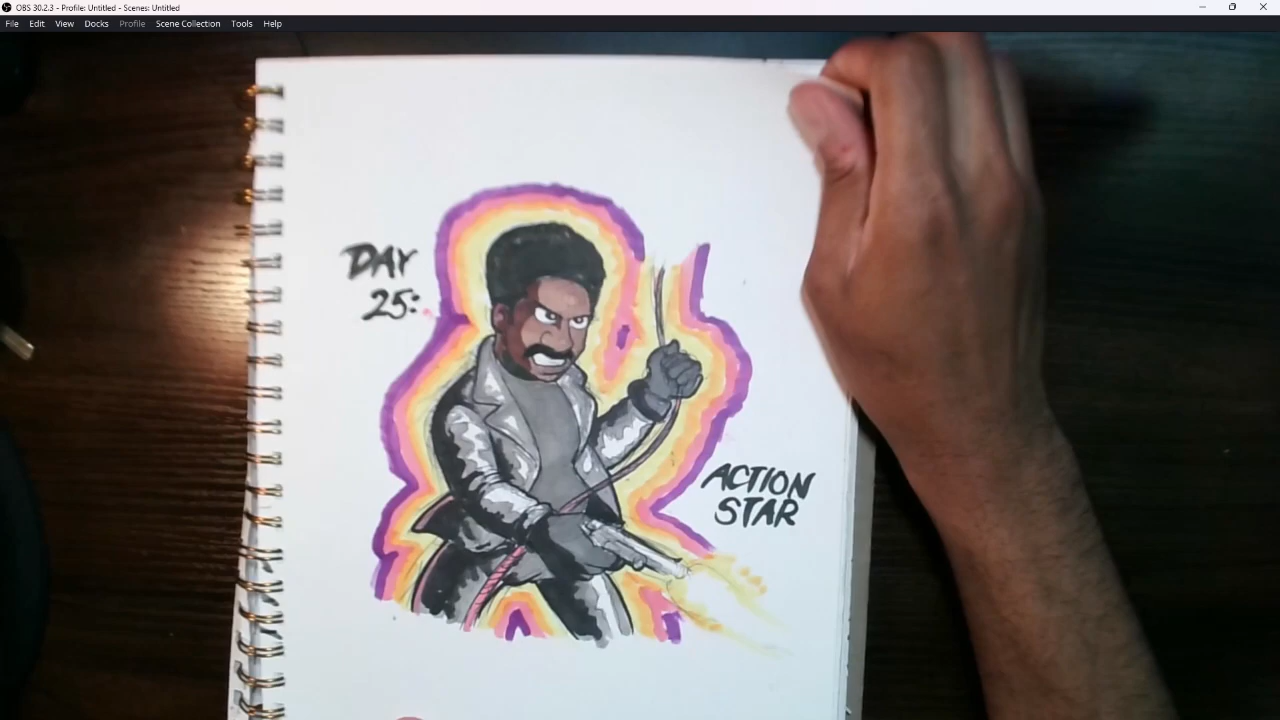 OBS 30.2.3 - Profile: Untitled - Scenes: Untitled
File Edit View Docks Profile Scene Collection Tools Help
DAY
25:
ACTION
STAR